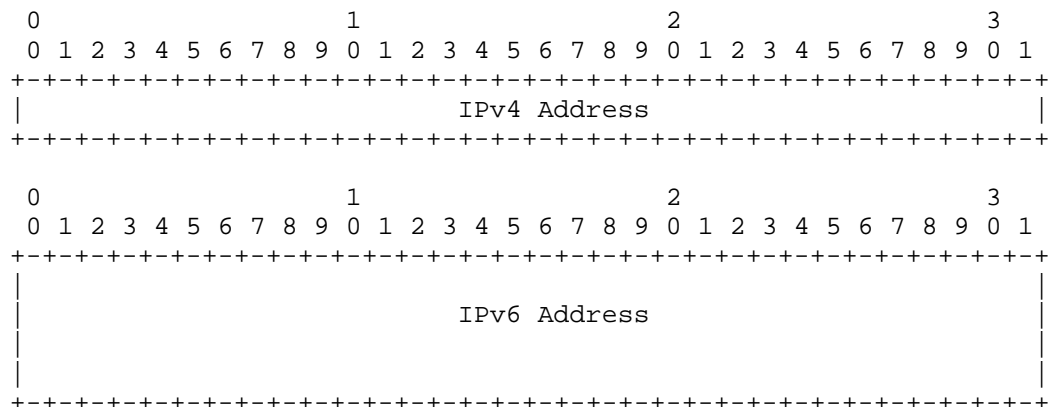 0                   1                   2                   3
 0 1 2 3 4 5 6 7 8 9 0 1 2 3 4 5 6 7 8 9 0 1 2 3 4 5 6 7 8 9 0 1
+-+-+-+-+-+-+-+-+-+-+-+-+-+-+-+-+-+-+-+-+-+-+-+-+-+-+-+-+-+-+-+-+
|                          IPv4 Address                         |
+-+-+-+-+-+-+-+-+-+-+-+-+-+-+-+-+-+-+-+-+-+-+-+-+-+-+-+-+-+-+-+-+
 0                   1                   2                   3
 0 1 2 3 4 5 6 7 8 9 0 1 2 3 4 5 6 7 8 9 0 1 2 3 4 5 6 7 8 9 0 1
+-+-+-+-+-+-+-+-+-+-+-+-+-+-+-+-+-+-+-+-+-+-+-+-+-+-+-+-+-+-+-+-+
|                                                               |
|                          IPv6 Address                         |
|                                                               |
|                                                               |
+-+-+-+-+-+-+-+-+-+-+-+-+-+-+-+-+-+-+-+-+-+-+-+-+-+-+-+-+-+-+-+-+